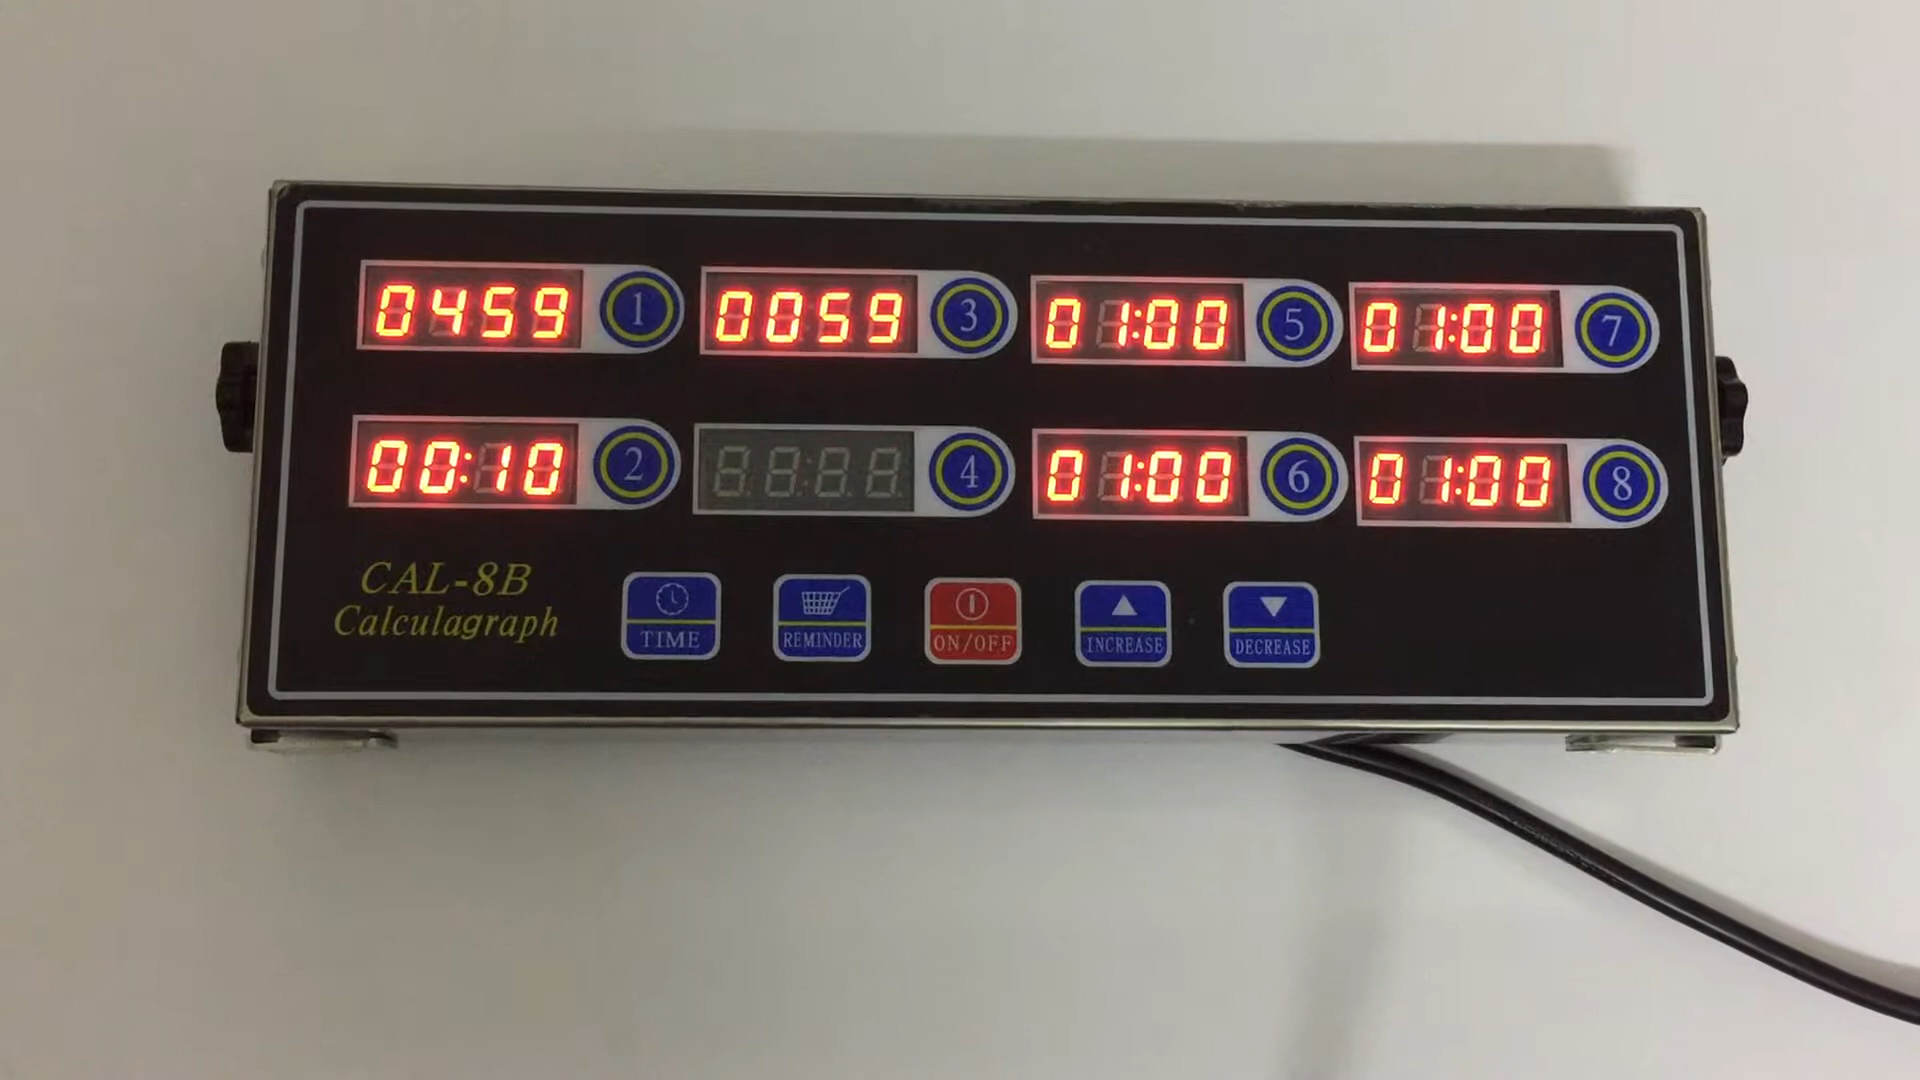 0459 1 0059 3 01:00 5 01:00 7
00:10 2 4 01:00 6 01:00 8
CAL-8B
Calculagraph
TIME REMINDER ON/OFF INCREASE DECREASE